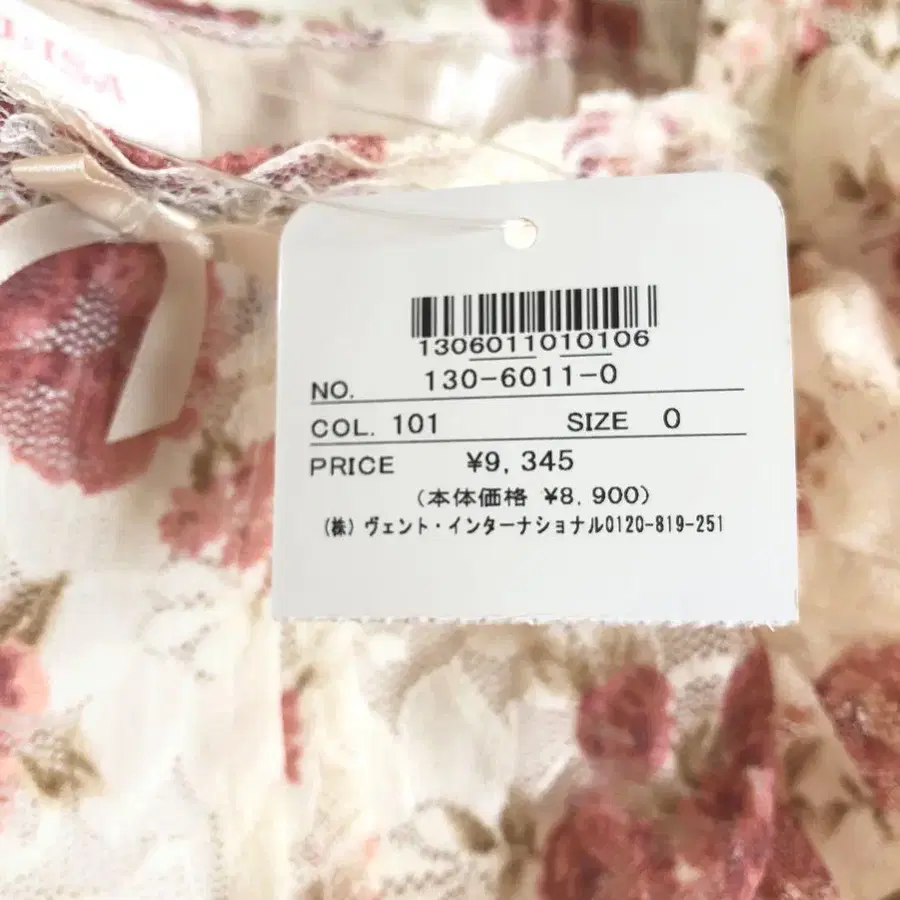 1306011010106
NO. 130-6011-0
COL. 101 SIZE 0
PRICE ¥9, 345
(本体価格 ¥8, 900)
(株) ヴェント・インターナショナル0120-819-251